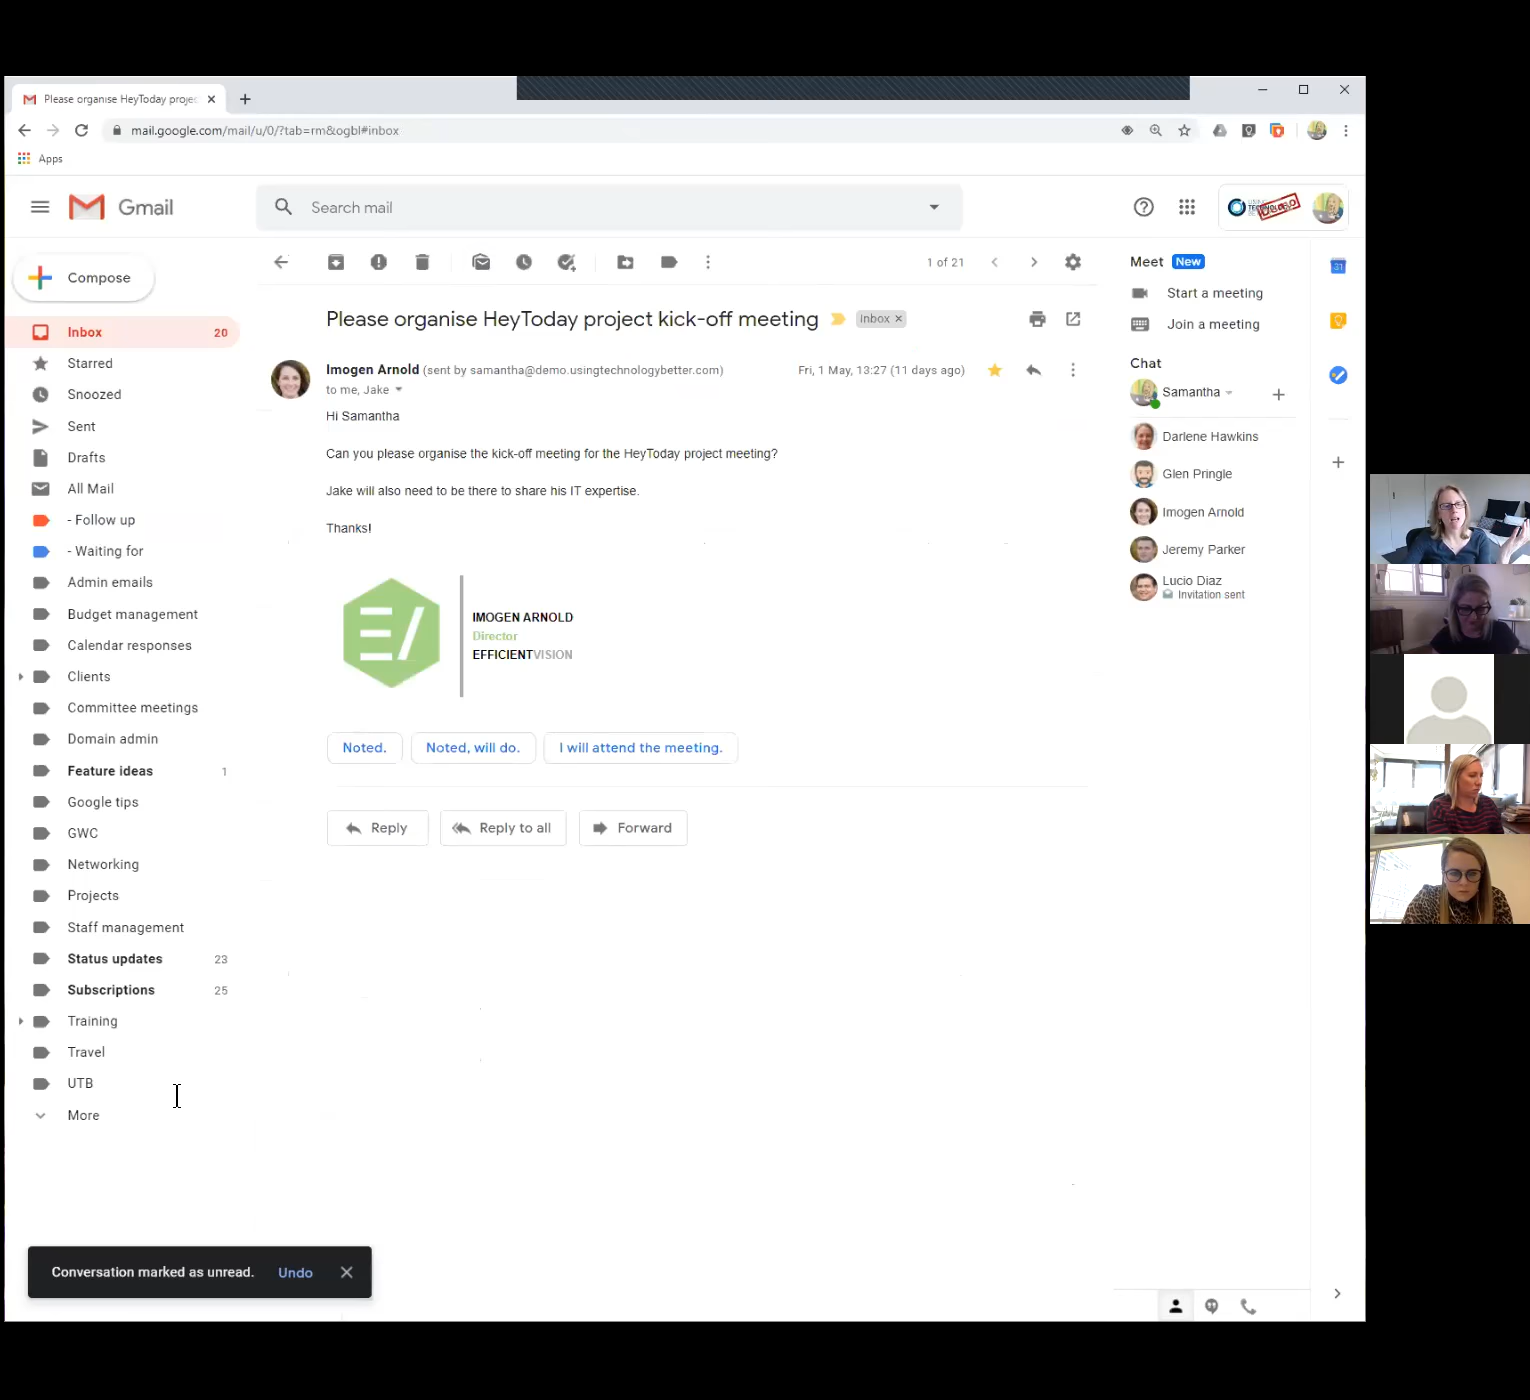 Please organise HeyToday projec
mail.google.com/mail/u/0/?tab=rm&ogbl#inbox
Apps
Gmail
Search mail
Compose
1 of 21
Inbox 20
Starred
Snoozed
Sent
Drafts
All Mail
- Follow up
- Waiting for
Admin emails
Budget management
Calendar responses
Clients
Committee meetings
Domain admin
Feature ideas 1
Google tips
GWC
Networking
Projects
Staff management
Status updates 23
Subscriptions 25
Training
Travel
UTB
More
Please organise HeyToday project kick-off meeting
Inbox
Imogen Arnold (sent by samantha@demo.usingtechnologybetter.com)
Fri, 1 May, 13:27 (11 days ago)
to me, Jake
Hi Samantha
Can you please organise the kick-off meeting for the HeyToday project meeting?
Jake will also need to be there to share his IT expertise.
Thanks!
IMOGEN ARNOLD
Director
EFFICIENTVISION
Noted.
Noted, will do.
I will attend the meeting.
Reply
Reply to all
Forward
Meet New
Start a meeting
Join a meeting
Chat
Samantha
Darlene Hawkins
Glen Pringle
Imogen Arnold
Jeremy Parker
Lucio Diaz
Invitation sent
31
Conversation marked as unread.
Undo